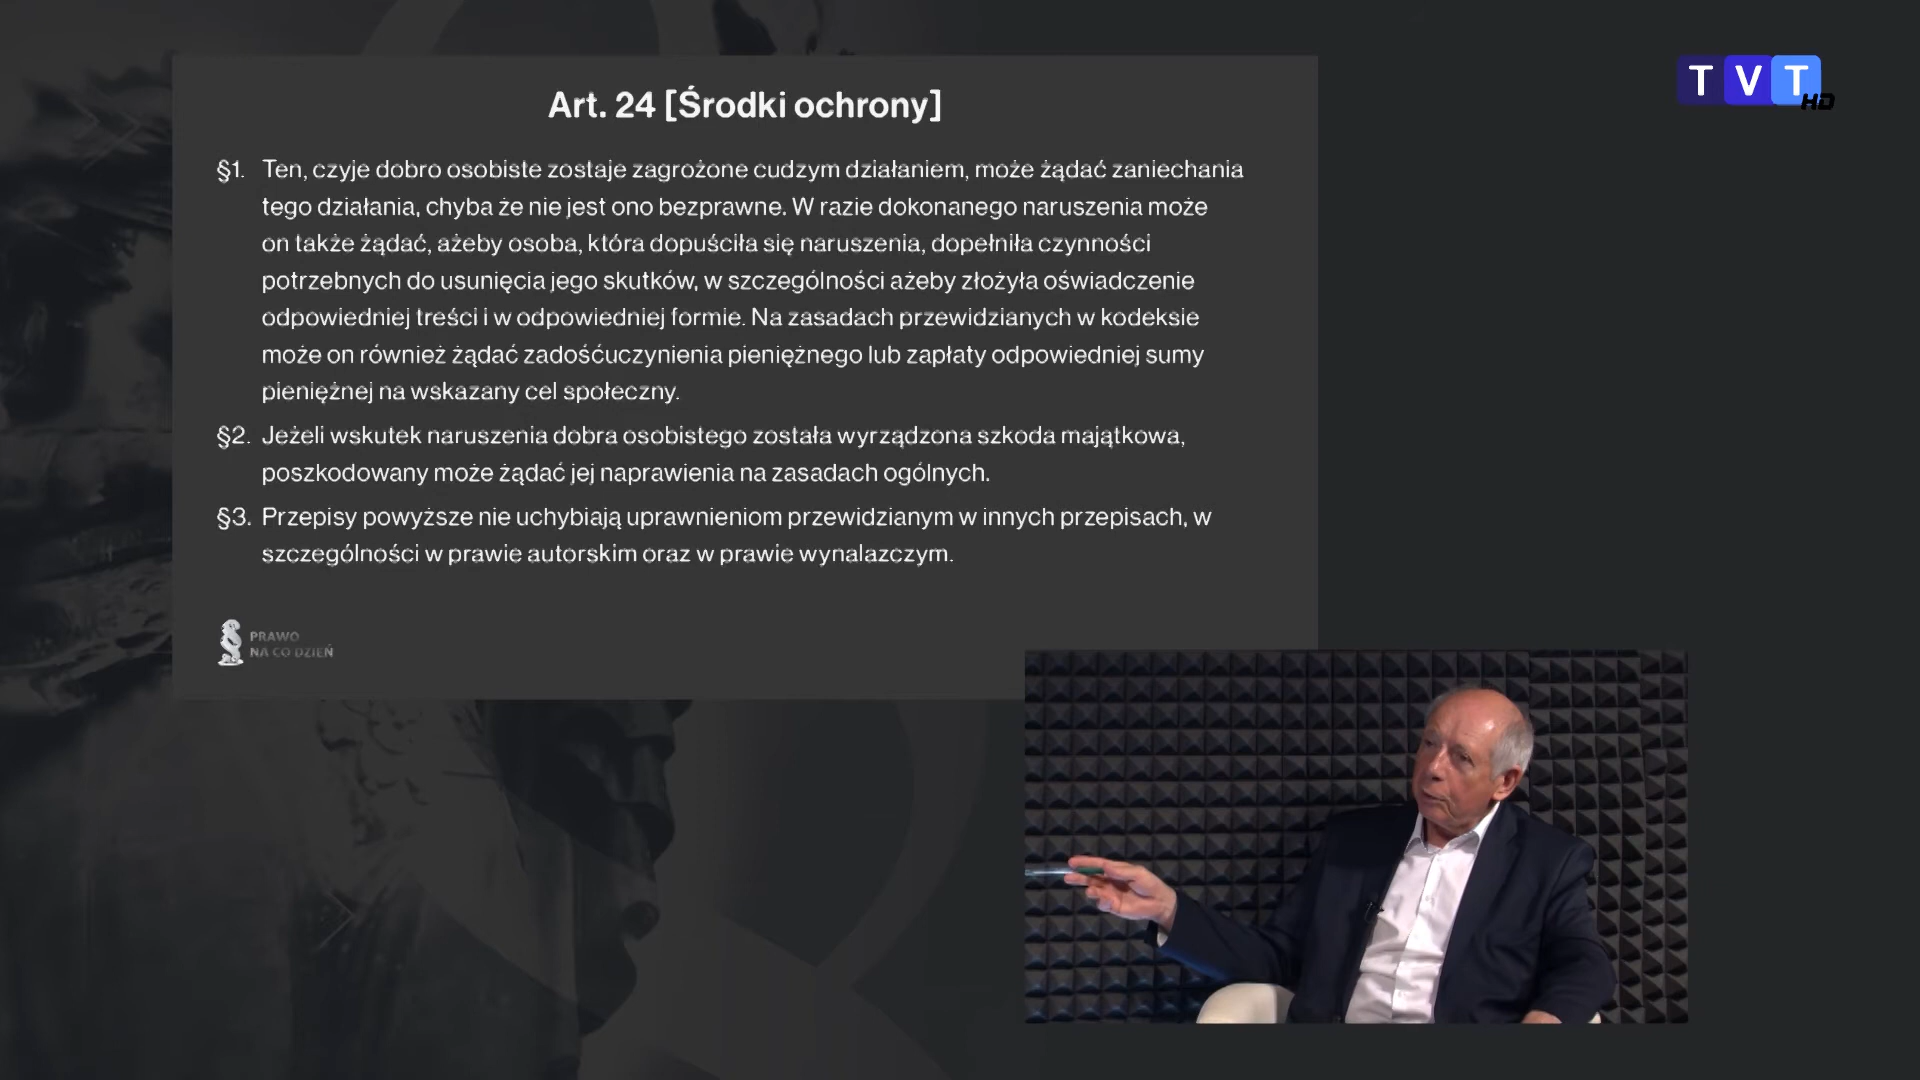 TVT
HD
Art. 24 [Środki ochrony]
§1. Ten, czyje dobro osobiste zostaje zagrożone cudzym działaniem, może żądać zaniechania
tego działania, chyba że nie jest ono bezprawne. W razie dokonanego naruszenia może
on także żądać, ażeby osoba, która dopuściła się naruszenia, dopełniła czynności
potrzebnych do usunięcia jego skutków, w szczególności ażeby złożyła oświadczenie
odpowiedniej treści i w odpowiedniej formie. Na zasadach przewidzianych w kodeksie
może on również żądać zadośćuczynienia pieniężnego lub zapłaty odpowiedniej sumy
pieniężnej na wskazany cel społeczny.
§2. Jeżeli wskutek naruszenia dobra osobistego została wyrządzona szkoda majątkowa,
poszkodowany może żądać jej naprawienia na zasadach ogólnych.
§3. Przepisy powyższe nie uchybiają uprawnieniom przewidzianym w innych przepisach, w
szczególności w prawie autorskim oraz w prawie wynalazczym.
PRAWO
NA CO DZIEŃ